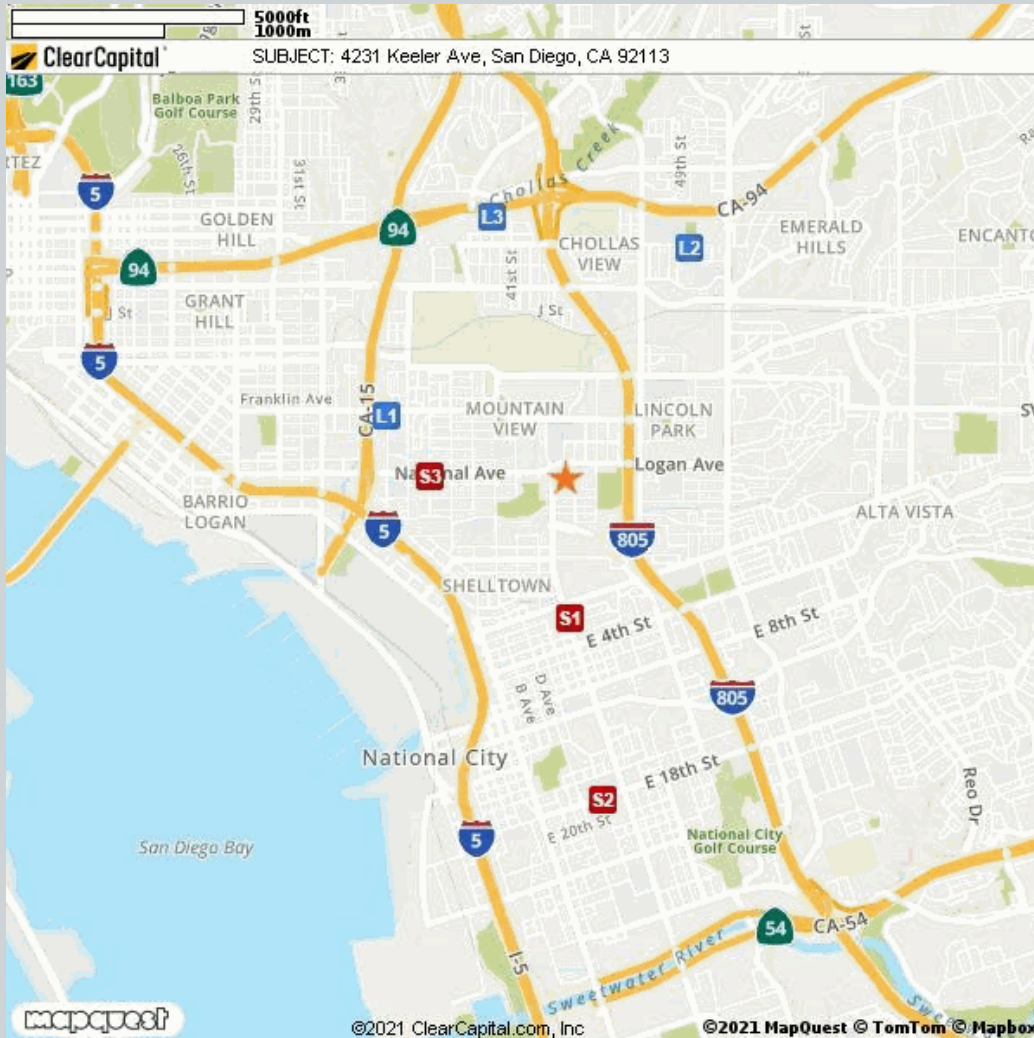 5000ft
1000m
ClearCapital
SUBJECT: 4231 Keeler Ave, San Diego, CA 92113
163
Balboa Park
Golf Course
29th St
26th St
31st St
49th St
St
5
94
GOLDEN
HILL
Chollas Creek
L3
94
CA-94
L2
CHOLLAS
VIEW
EMERALD
HILLS
41st St
GRANT
HILL
J St
J St
5
Franklin Ave
CA-15
L1
MOUNTAIN
VIEW
LINCOLN
PARK
S3
Logan Ave
BARRIO
LOGAN
5
805
ALTA VISTA
SHELLTOWN
S1
E 4th St
E 8th St
D Ave
B Ave
805
National City
E 18th St
S2
E 20th St
Reo Dr
San Diego Bay
5
National City
Golf Course
54
CA-54
I-5
Sweetwater River
mapquest
©2021 ClearCapital.com, Inc
©2021 MapQuest © TomTom © Mapbox